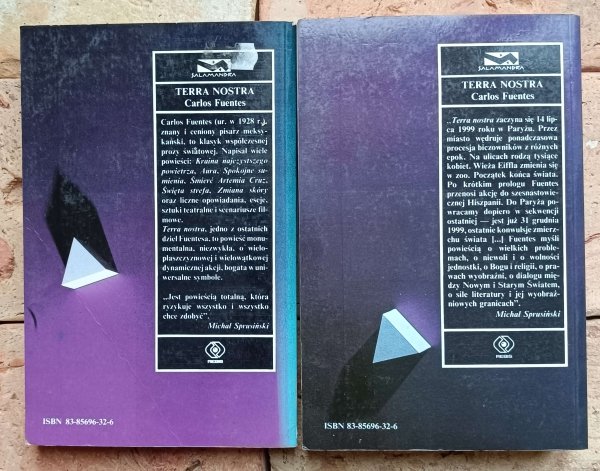 SALAMANDRA
TERRA NOSTRA
Carlos Fuentes
Carlos Fuentes (ur. w 1928 r.),
znany i ceniony pisarz meksy-
kański, to klasyk współczesnej
prozy światowej. Napisał wiele
powieści: Kraina najczystszego
powietrza, Aura, Spokojne su-
mienia, Śmierć Artemia Cruz,
Święta strefa, Zmiana skóry
oraz liczne opowiadania, eseje,
sztuki teatralne i scenariusze fil-
mowe.
Terra nostra, jedno z ostatnich
dzieł Fuentesa, to powieść monu-
mentalna, niezwykła, o wielo-
płaszczyznowej i wielowątkowej
dynamicznej akcji, bogata w uni-
wersalne symbole.
„Jest powieścią totalną, która
ryzykuje wszystko i wszystko
chce zdobyć”.
Michał Sprusiński
REBIS
ISBN 83-85696-32-6
SALAMANDRA
TERRA NOSTRA
Carlos Fuentes
„Terra nostra zaczyna się 14 lip-
ca 1999 roku w Paryżu. Przez
miasto wędruje ponadczasowa
procesja biczowników z różnych
epok. Na ulicach rodzą tysiące
kobiet. Wieża Eiffla zmienia się
w zoo. Początek końca świata.
Po krótkim prologu Fuentes
przenosi akcję do szesnastowie-
cznej Hiszpanii. Do Paryża po-
wracamy dopiero w sekwencji
ostatniej — jest już 31 grudnia
1999, ostatnie konwulsje zmierz-
chu świata [...] Fuentes myśli
powieścią o wielkich proble-
mach, o niewoli i o wolności
jednostki, o Bogu i religii, o pra-
wach wyobraźni, o dialogu mię-
dzy Nowym i Starym Światem,
o sile literatury i jej wyobraź-
niowych granicach”.
Michał Sprusiński
REBIS
ISBN 83-85696-32-6